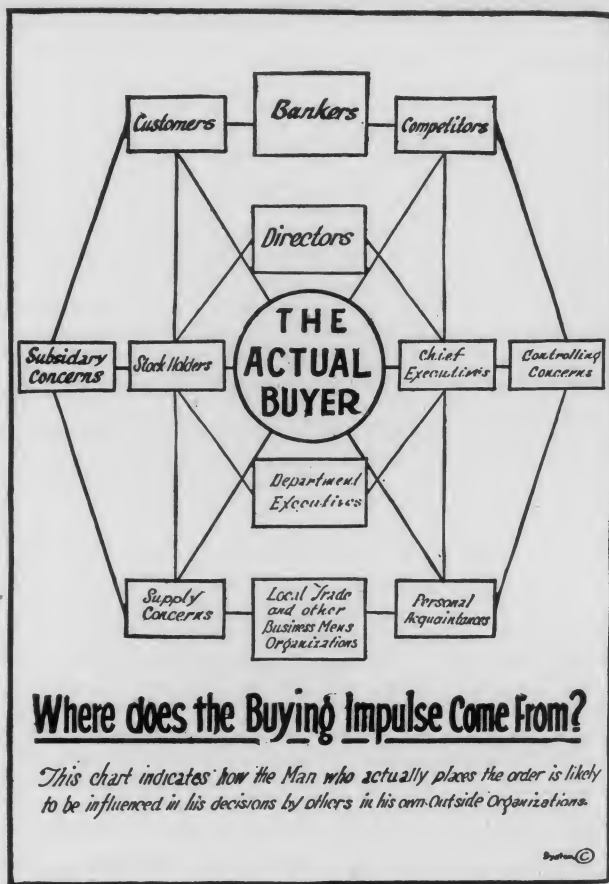 Customers
Bankers
Competitors
Directors
THE
ACTUAL
BUYER
Subsidary
Concerns
Stock Holders
Chief
Executives
Controlling
Concerns
Department
Executives
Supply
Concerns
Local Trade
and other
Business Mens
Organizations
Personal
Acquaintances
Where does the Buying Impulse Come From?
This chart indicates how the Man who actually places the order is likely
to be influenced in his decisions by others in his own-Outside Organizations.
System ©